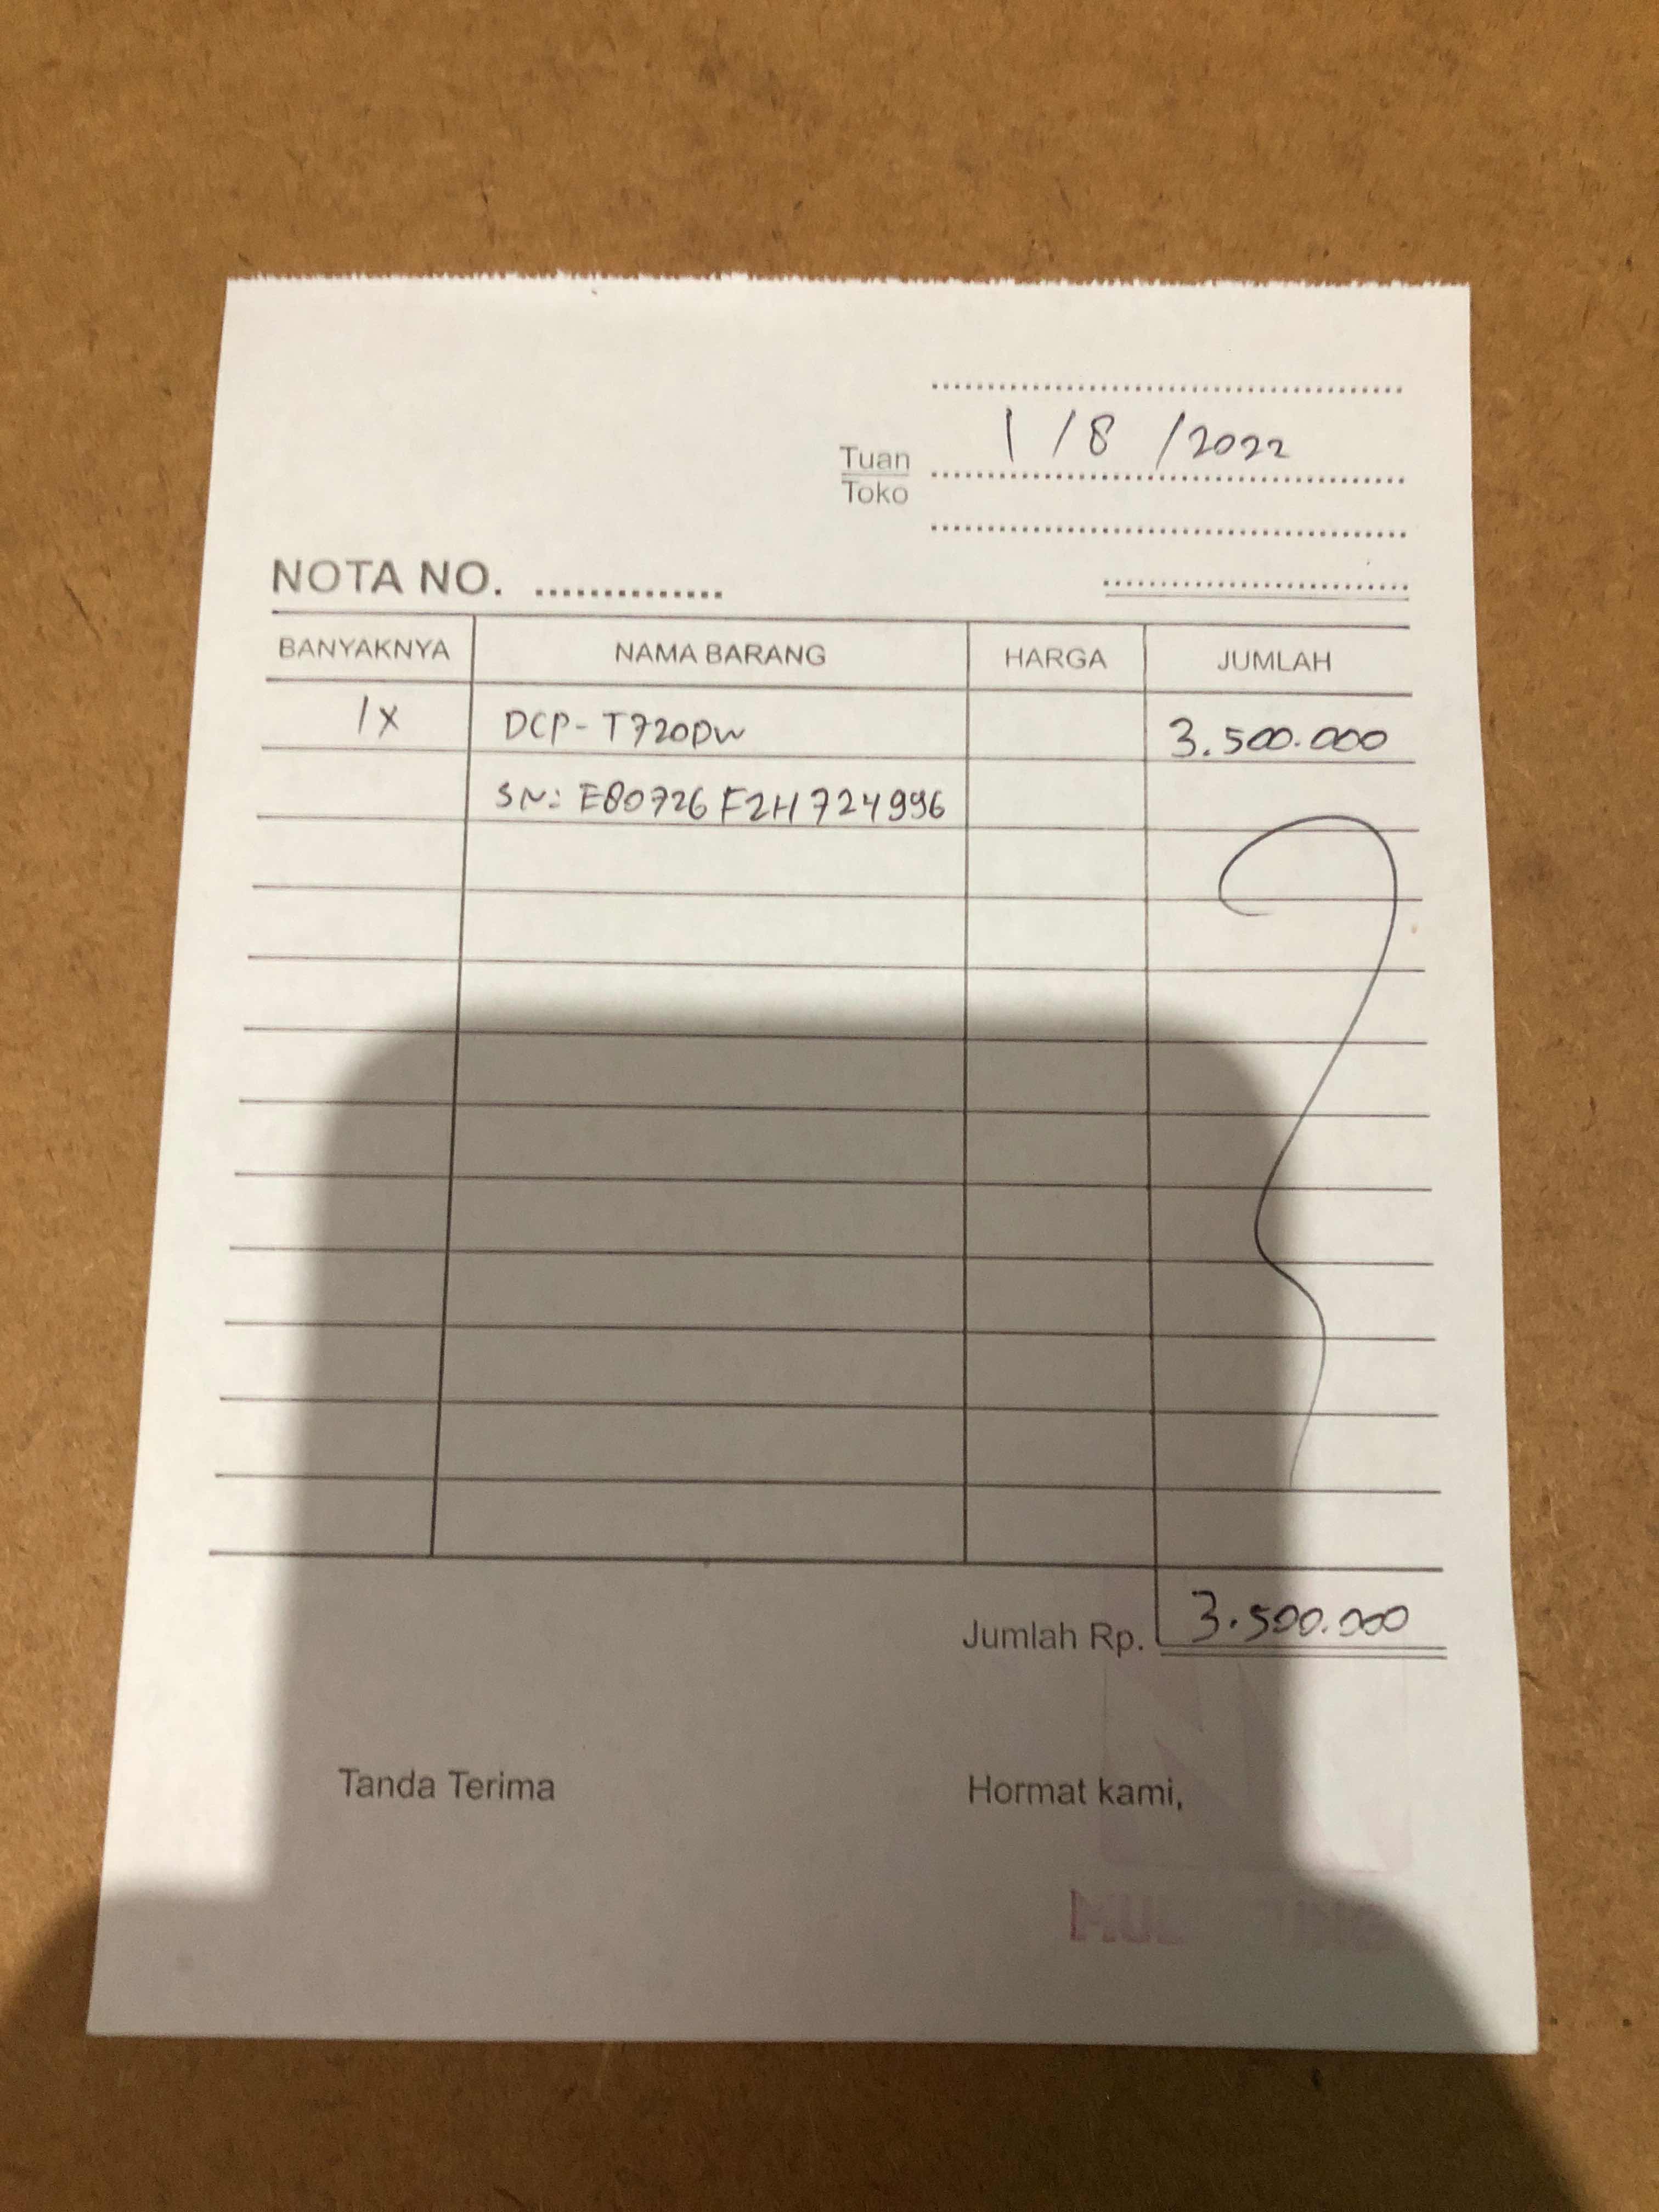 1 / 8 / 2022
Tuan
Toko
NOTA NO. ..............
BANYAKNYA NAMA BARANG HARGA JUMLAH
1x DCP-T720DW 3.500.000
SN: E80726F2H724996
Jumlah Rp. 3.500.000
Tanda Terima Hormat kami,